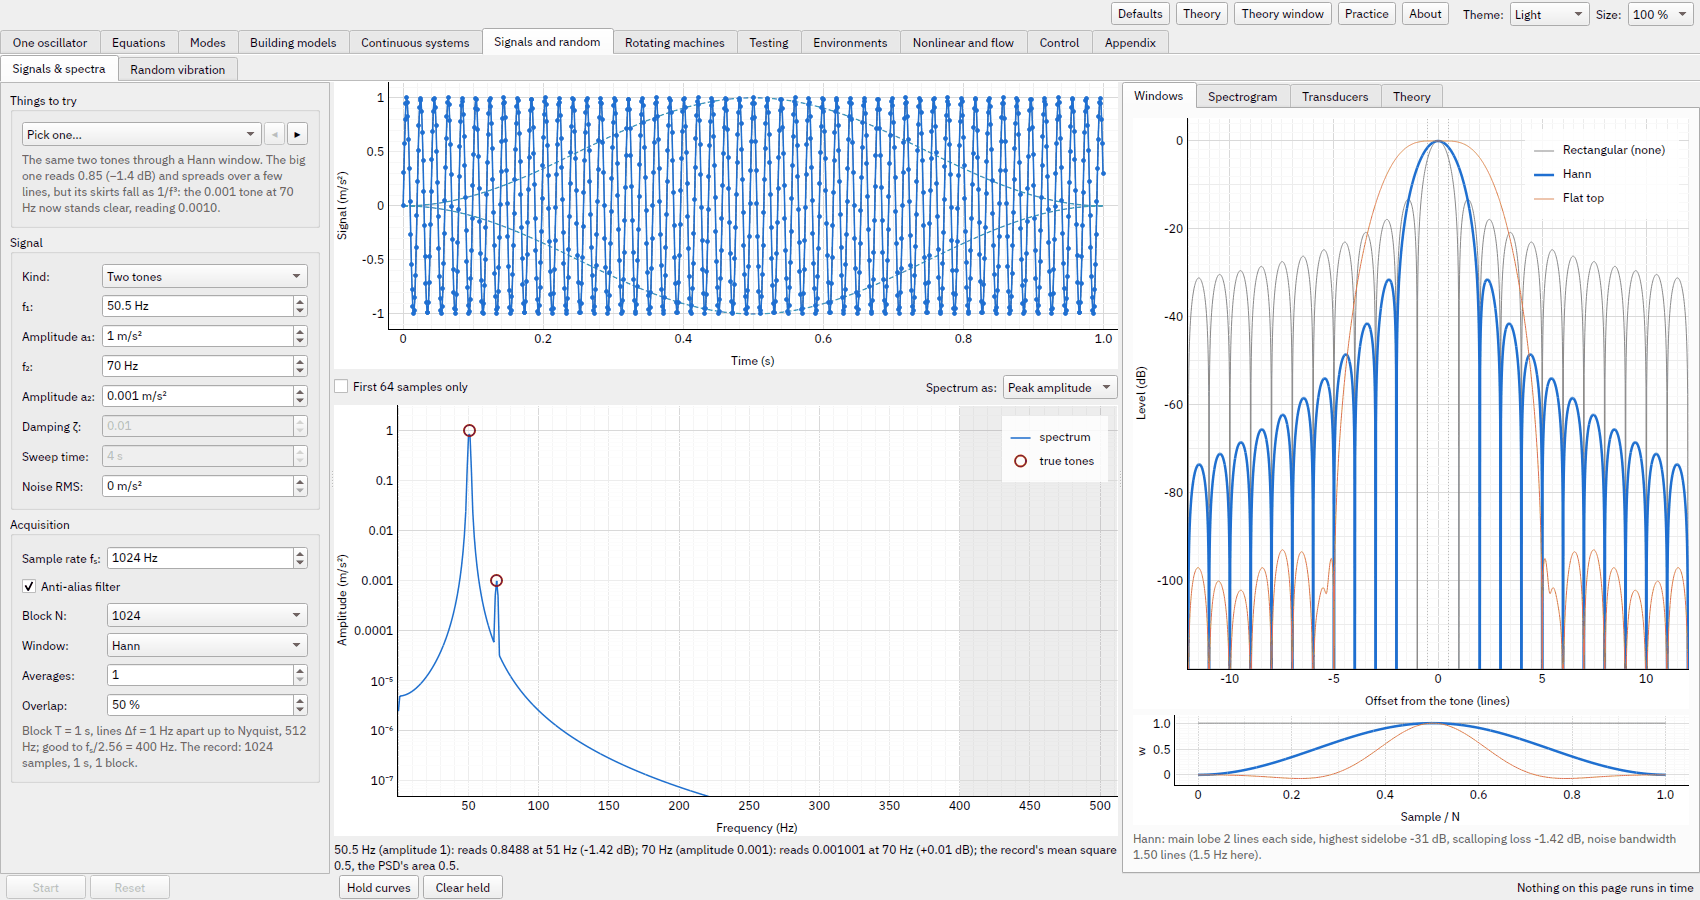 Defaults
Theory
Theory window
Practice
About
Theme:
Light
Size:
100 %
One oscillator
Equations
Modes
Building models
Continuous systems
Signals and random
Rotating machines
Testing
Environments
Nonlinear and flow
Control
Appendix
Signals & spectra
Random vibration
Things to try
Pick one...
The same two tones through a Hann window. The big
one reads 0.85 (−1.4 dB) and spreads over a few
lines, but its skirts fall as 1/f³: the 0.001 tone at 70
Hz now stands clear, reading 0.0010.
Signal
Kind:
Two tones
f₁:
50.5 Hz
Amplitude a₁:
1 m/s²
f₂:
70 Hz
Amplitude a₂:
0.001 m/s²
Damping ζ:
0.01
Sweep time:
4 s
Noise RMS:
0 m/s²
Acquisition
Sample rate fₛ:
1024 Hz
Anti-alias filter
Block N:
1024
Window:
Hann
Averages:
1
Overlap:
50 %
Block T = 1 s, lines Δf = 1 Hz apart up to Nyquist, 512
Hz; good to fₛ/2.56 = 400 Hz. The record: 1024
samples, 1 s, 1 block.
Start
Reset
Signal (m/s²)
1
0.5
0
-0.5
-1
0
0.2
0.4
0.6
0.8
1.0
Time (s)
First 64 samples only
Spectrum as:
Peak amplitude
Amplitude (m/s²)
1
0.1
0.01
0.001
0.0001
10⁻⁵
10⁻⁶
10⁻⁷
spectrum
true tones
50
100
150
200
250
300
350
400
450
500
Frequency (Hz)
50.5 Hz (amplitude 1): reads 0.8488 at 51 Hz (-1.42 dB); 70 Hz (amplitude 0.001): reads 0.001001 at 70 Hz (+0.01 dB); the record's mean square
0.5, the PSD's area 0.5.
Hold curves
Clear held
Windows
Spectrogram
Transducers
Theory
Level (dB)
0
-20
-40
-60
-80
-100
Rectangular (none)
Hann
Flat top
-10
-5
0
5
10
Offset from the tone (lines)
w
1.0
0.5
0
0
0.2
0.4
0.6
0.8
1.0
Sample / N
Hann: main lobe 2 lines each side, highest sidelobe -31 dB, scalloping loss -1.42 dB, noise bandwidth
1.50 lines (1.5 Hz here).
Nothing on this page runs in time